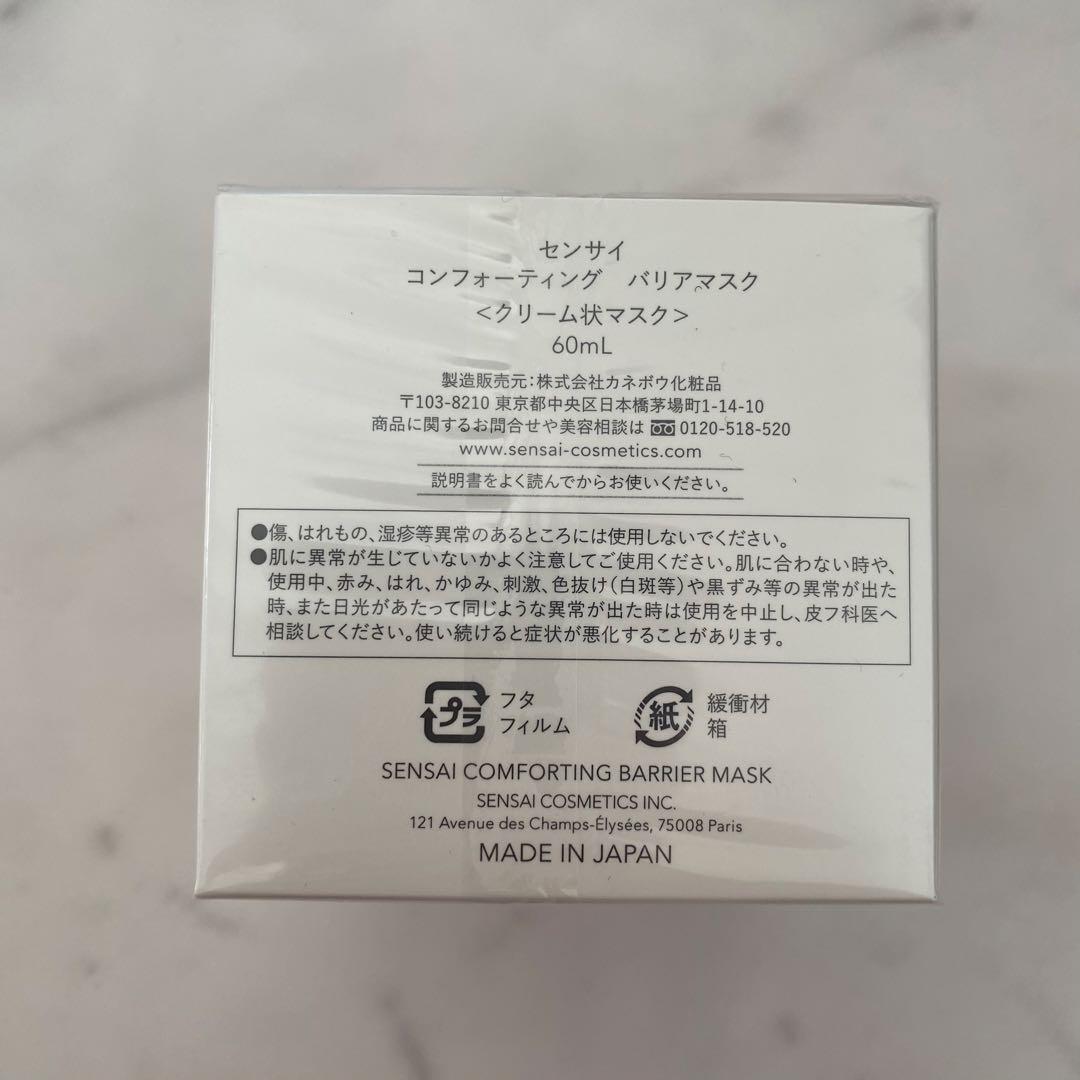 センサイ
コンフォーティング　バリアマスク
<クリーム状マスク>
60mL
製造販売元:株式会社カネボウ化粧品
〒103-8210 東京都中央区日本橋茅場町1-14-10
商品に関するお問合せや美容相談は 0120-518-520
www.sensai-cosmetics.com
説明書をよく読んでからお使いください。
●傷、はれもの、湿疹等異常のあるところには使用しないでください。
●肌に異常が生じていないかよく注意してご使用ください。肌に合わない時や、
使用中、赤み、はれ、かゆみ、刺激、色抜け(白斑等)や黒ずみ等の異常が出た
時、また日光があたって同じような異常が出た時は使用を中止し、皮フ科医へ
相談してください。使い続けると症状が悪化することがあります。
プラ
フタ
フィルム
紙
緩衝材
箱
SENSAI COMFORTING BARRIER MASK
SENSAI COSMETICS INC.
121 Avenue des Champs-Élysées, 75008 Paris
MADE IN JAPAN